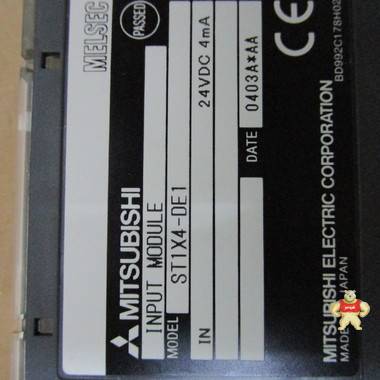 MELSEC
PASSED
MITSUBISHI
INPUT MODULE
MODEL ST1X4-DE1
IN 24VDC 4mA
DATE 0403A*AA
CE
MITSUBISHI ELECTRIC CORPORATION
MADE IN JAPAN
BD992C178H02